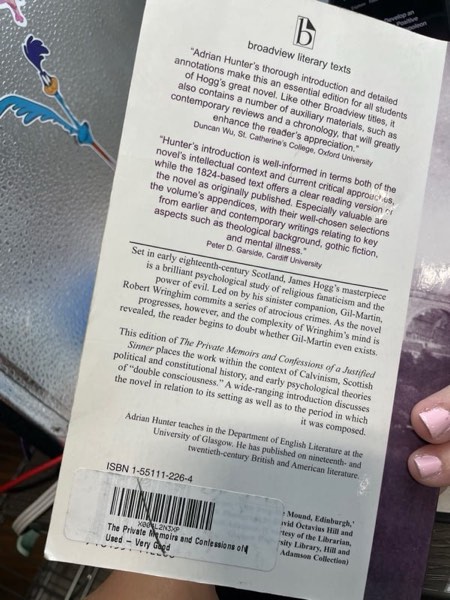 b
broadview literary texts
"Adrian Hunter's thorough introduction and detailed
annotations make this an essential edition for all students
of Hogg's great novel. Like other Broadview titles, it
also contains a number of auxiliary materials, such as
contemporary reviews and a chronology, that will greatly
enhance the reader's appreciation."
Duncan Wu, St. Catherine's College, Oxford University
"Hunter's introduction is well-informed in terms both of the
novel's intellectual context and current critical approaches,
while the 1824-based text offers a clear reading version of
the novel as originally published. Especially valuable are
the volume's appendices, with their well-chosen selections
from earlier and contemporary writings relating to key
aspects such as theological background, gothic fiction,
and mental illness."
Peter D. Garside, Cardiff University
Set in early eighteenth-century Scotland, James Hogg's masterpiece
is a brilliant psychological study of religious fanaticism and the
power of evil. Led on by his sinister companion, Gil-Martin,
Robert Wringhim commits a series of atrocious crimes. As the novel
progresses, however, and the complexity of Wringhim's mind is
revealed, the reader begins to doubt whether Gil-Martin even exists.
This edition of The Private Memoirs and Confessions of a Justified
Sinner places the work within the context of Calvinism, Scottish
political and constitutional history, and early psychological theories
of "double consciousness." A wide-ranging introduction discusses
the novel in relation to its setting as well as to the period in which
it was composed.
Adrian Hunter teaches in the Department of English Literature at the
University of Glasgow. He has published on nineteenth- and
twentieth-century British and American literature.
ISBN 1-55111-226-4
The Private Memoirs and Confessions of
Used – Very Good
Mound, Edinburgh,'
vid Octavius Hill and
tesy of the Librarian,
sity Library, Hill and
Adamson Collection)